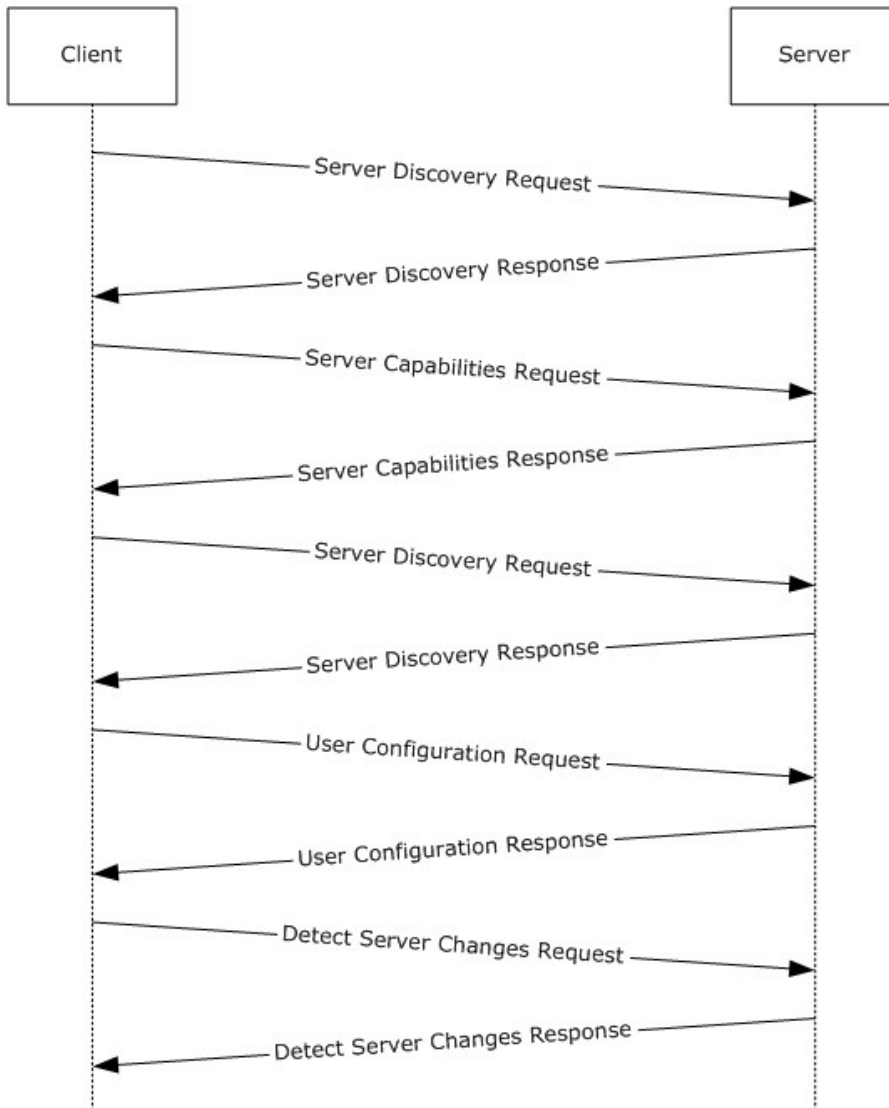 Client
Server
Server Discovery Request
Server Discovery Response
Server Capabilities Request
Server Capabilities Response
Server Discovery Request
Server Discovery Response
User Configuration Request
User Configuration Response
Detect Server Changes Request
Detect Server Changes Response